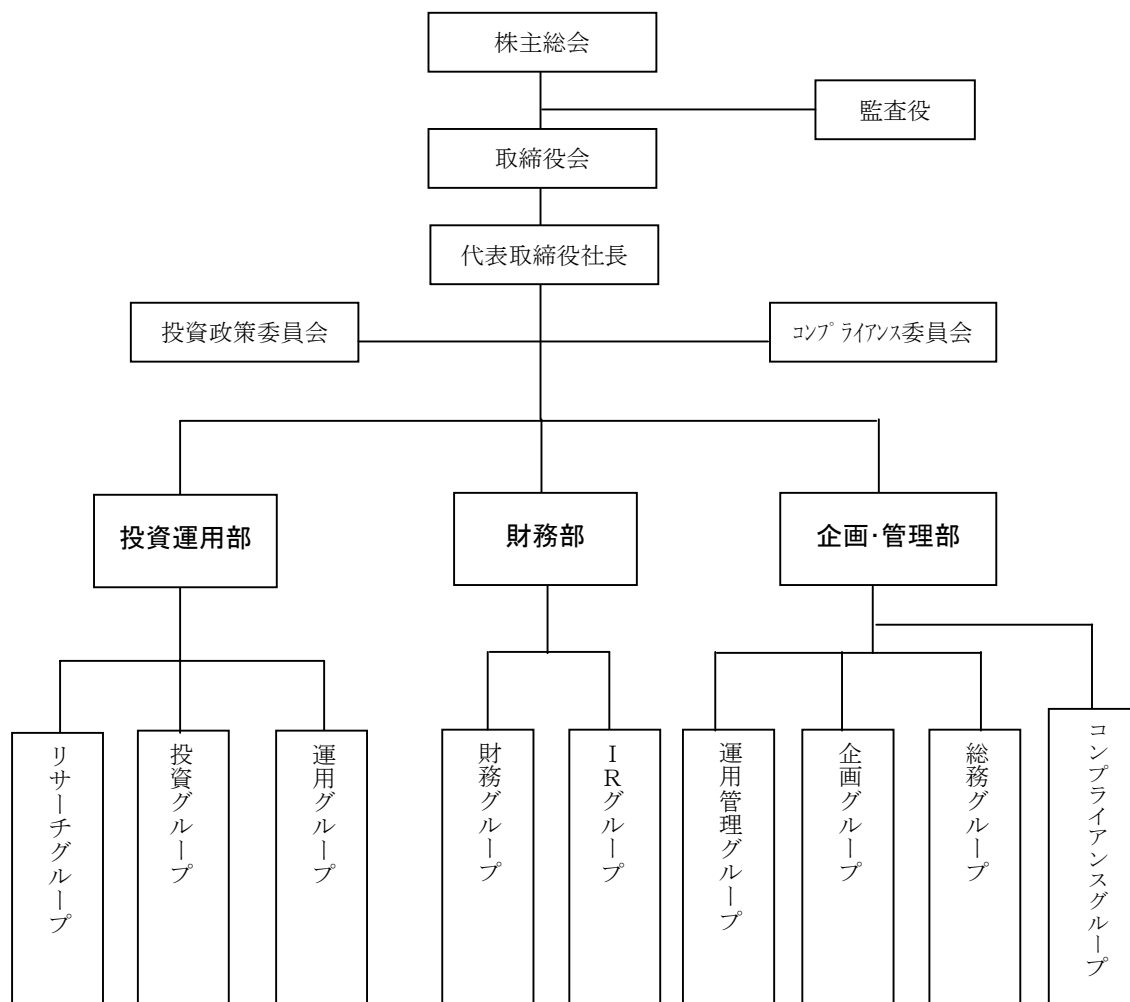 株主総会
監査役
取締役会
代表取締役社長
投資政策委員会
コンプライアンス委員会
投資運用部
財務部
企画・管理部
リサーチグループ
投資グループ
運用グループ
財務グループ
IRグループ
運用管理グループ
企画グループ
総務グループ
コンプライアンスグループ